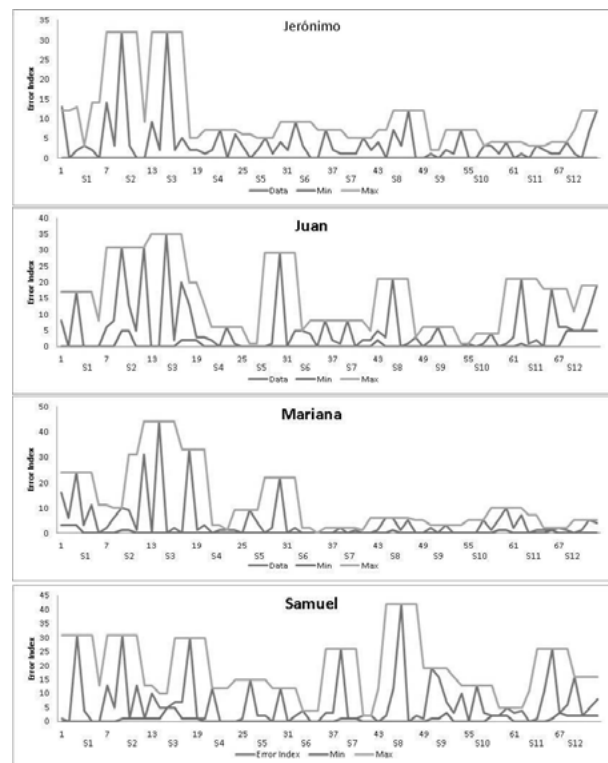 Jerónimo
Error Index
35
30
25
20
15
10
5
0
1 7 13 19 25 31 37 43 49 55 61 67
S1 S2 S3 S4 S5 S6 S7 S8 S9 S10 S11 S12
Data Min Max
Juan
Error Index
40
35
30
25
20
15
10
5
0
1 7 13 19 25 31 37 43 49 55 61 67
S1 S2 S3 S4 S5 S6 S7 S8 S9 S10 S11 S12
Data Min Max
Mariana
Error Index
50
40
30
20
10
0
1 7 13 19 25 31 37 43 49 55 61 67
S1 S2 S3 S4 S5 S6 S7 S8 S9 S10 S11 S12
Data Min Max
Samuel
Error Index
45
40
35
30
25
20
15
10
5
0
1 7 13 19 25 31 37 43 49 55 61 67
S1 S2 S3 S4 S5 S6 S7 S8 S9 S10 S11 S12
Error Index Min Max